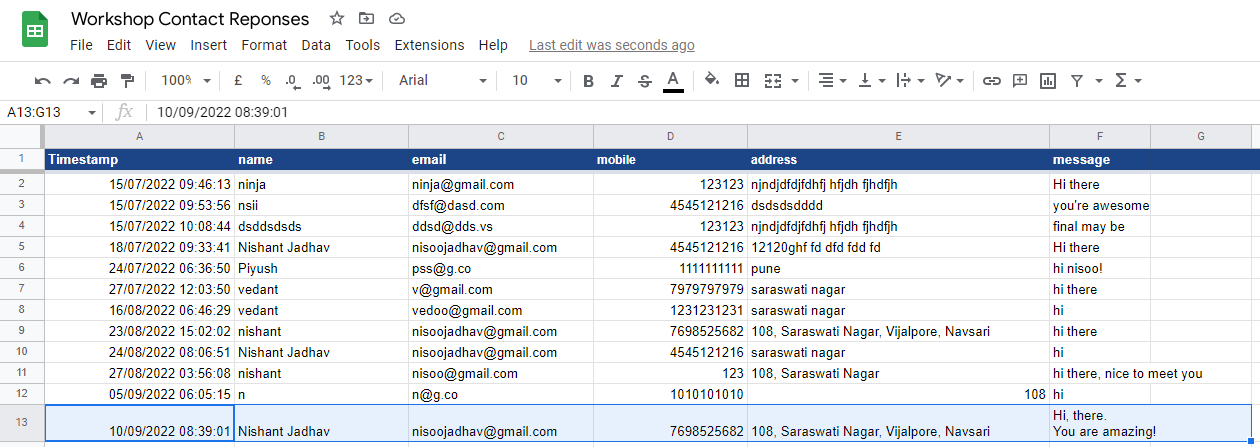 Workshop Contact Reponses
File Edit View Insert Format Data Tools Extensions Help Last edit was seconds ago
100% £ % .0 .00 123 Arial 10 B I S A
A13:G13 fx 10/09/2022 08:39:01
A B C D E F G
1 Timestamp name email mobile address message
2 15/07/2022 09:46:13 ninja ninja@gmail.com 123123 njndjdfdjfdhfj hfjdh fjhdfjh Hi there
3 15/07/2022 09:53:56 nsii dfsf@dasd.com 4545121216 dsdsdsdddd you're awesome
4 15/07/2022 10:08:44 dsddsdsds ddsd@dds.vs 123123 njndjdfdjfdhfj hfjdh fjhdfjh final may be
5 18/07/2022 09:33:41 Nishant Jadhav nisoojadhav@gmail.com 4545121216 12120ghf fd dfd fdd fd Hi there
6 24/07/2022 06:36:50 Piyush pss@g.co 1111111111 pune hi nisoo!
7 27/07/2022 12:03:50 vedant v@gmail.com 7979797979 saraswati nagar hi there
8 16/08/2022 06:46:29 vedant vedoo@gmail.com 1231231231 saraswati nagar hi
9 23/08/2022 15:02:02 nishant nisoojadhav@gmail.com 7698525682 108, Saraswati Nagar, Vijalpore, Navsari hi there
10 24/08/2022 08:06:51 Nishant Jadhav nisoojadhav@gmail.com 4545121216 saraswati nagar hi
11 27/08/2022 03:56:08 nishant nisoo@gmail.com 123 108, Saraswati Nagar hi there, nice to meet you
12 05/09/2022 06:05:15 n n@g.co 1010101010 108 hi
Hi, there.
13 10/09/2022 08:39:01 Nishant Jadhav nisoojadhav@gmail.com 7698525682 108, Saraswati Nagar, Vijalpore, Navsari You are amazing!